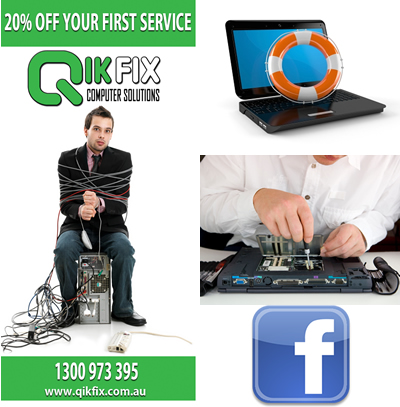 20% OFF YOUR FIRST SERVICE
QIKFIX
COMPUTER SOLUTIONS
1300 973 395
www.qikfix.com.au
f